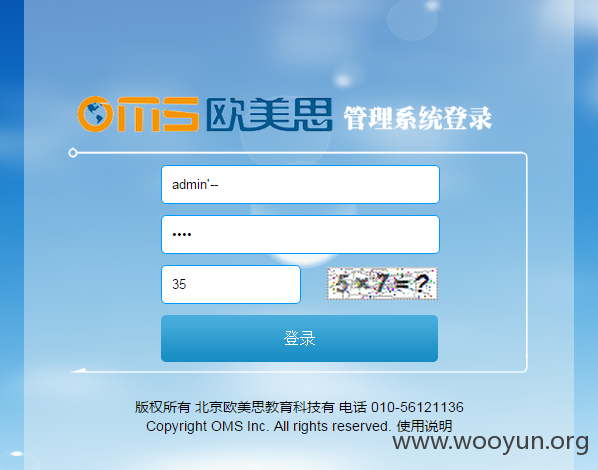 OMS 欧美思 管理系统登录
admin'--
••••
35
5×7=?
登录
版权所有 北京欧美思教育科技有 电话 010-56121136
Copyright OMS Inc. All rights reserved. 使用说明
www.wooyun.org